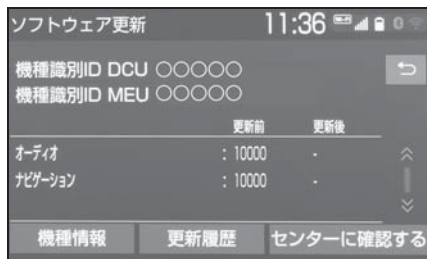 ソフトウェア更新 11:36
機種識別ID DCU ○○○○○
機種識別ID MEU ○○○○○
更新前 更新後
オーディオ : 10000 -
ナビゲーション : 10000 -
機種情報 更新履歴 センターに確認する